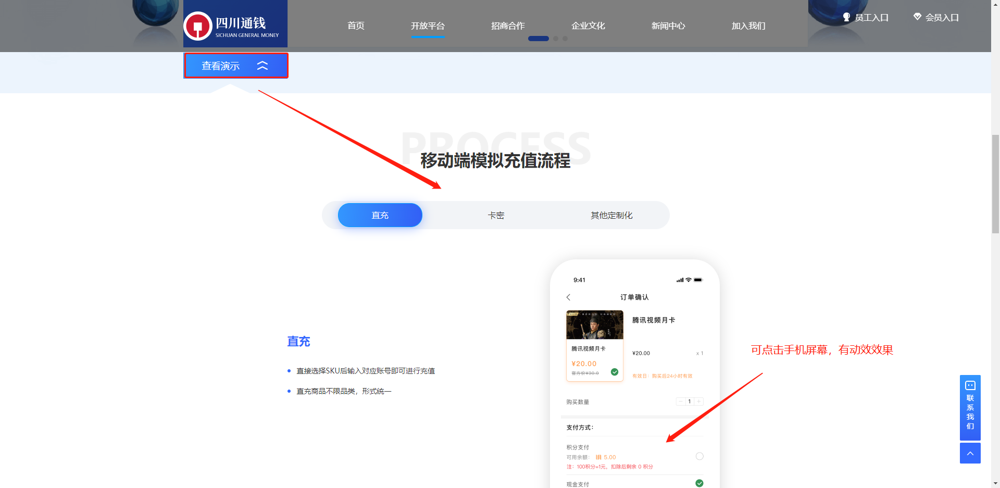 四川通钱
SICHUAN GENERAL MONEY
首页
开放平台
招商合作
企业文化
新闻中心
加入我们
员工入口
会员入口
查看演示
PROCESS
移动端模拟充值流程
直充
卡密
其他定制化
9:41
订单确认
腾讯视频月卡
腾讯视频月卡
¥20.00
官方价¥30.0
¥20.00
x 1
有效日：购买后24小时有效
直充
直接选择SKU后输入对应账号即可进行充值
直充商品不限品类，形式统一
可点击手机屏幕，有动效效果
购买数量
− 1 +
支付方式：
积分支付
可用余额： 5.00
注：100积分=1元，扣除后剩余 0 积分
现金支付
联系我们